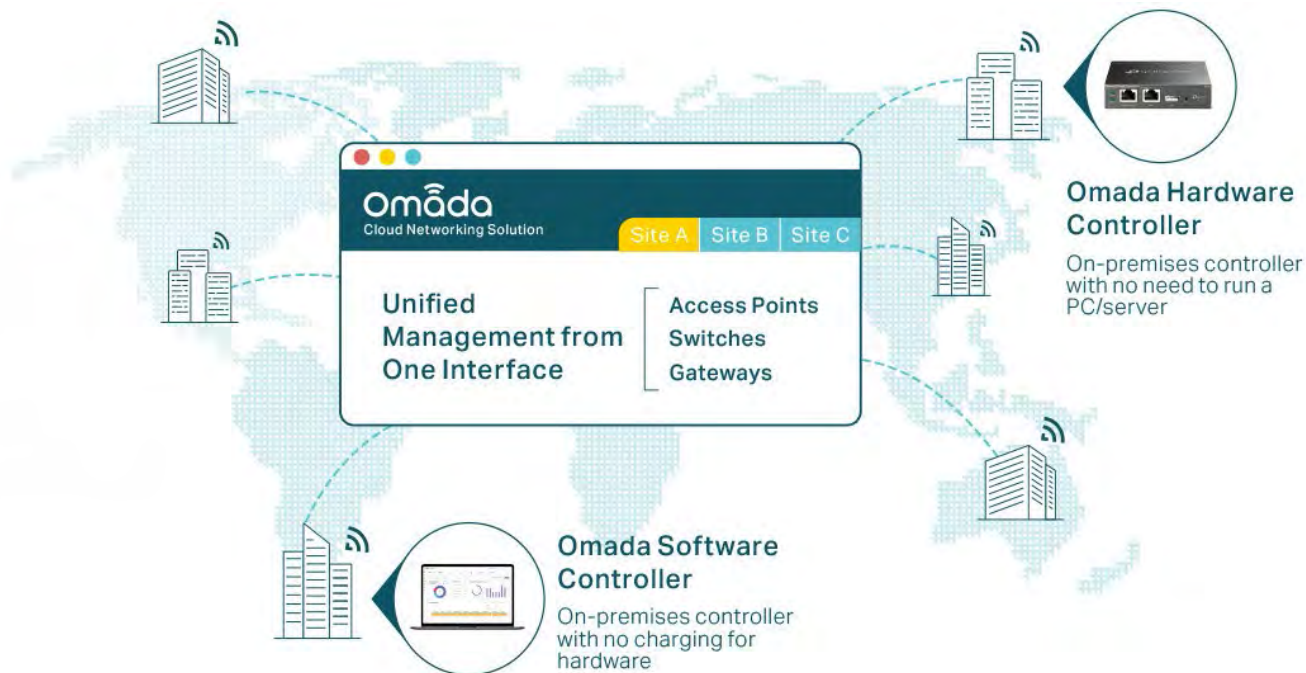 Omada
Cloud Networking Solution
Site A
Site B
Site C
Unified
Management from
One Interface
Access Points
Switches
Gateways
Omada Hardware
Controller
On-premises controller
with no need to run a
PC/server
Omada Software
Controller
On-premises controller
with no charging for
hardware